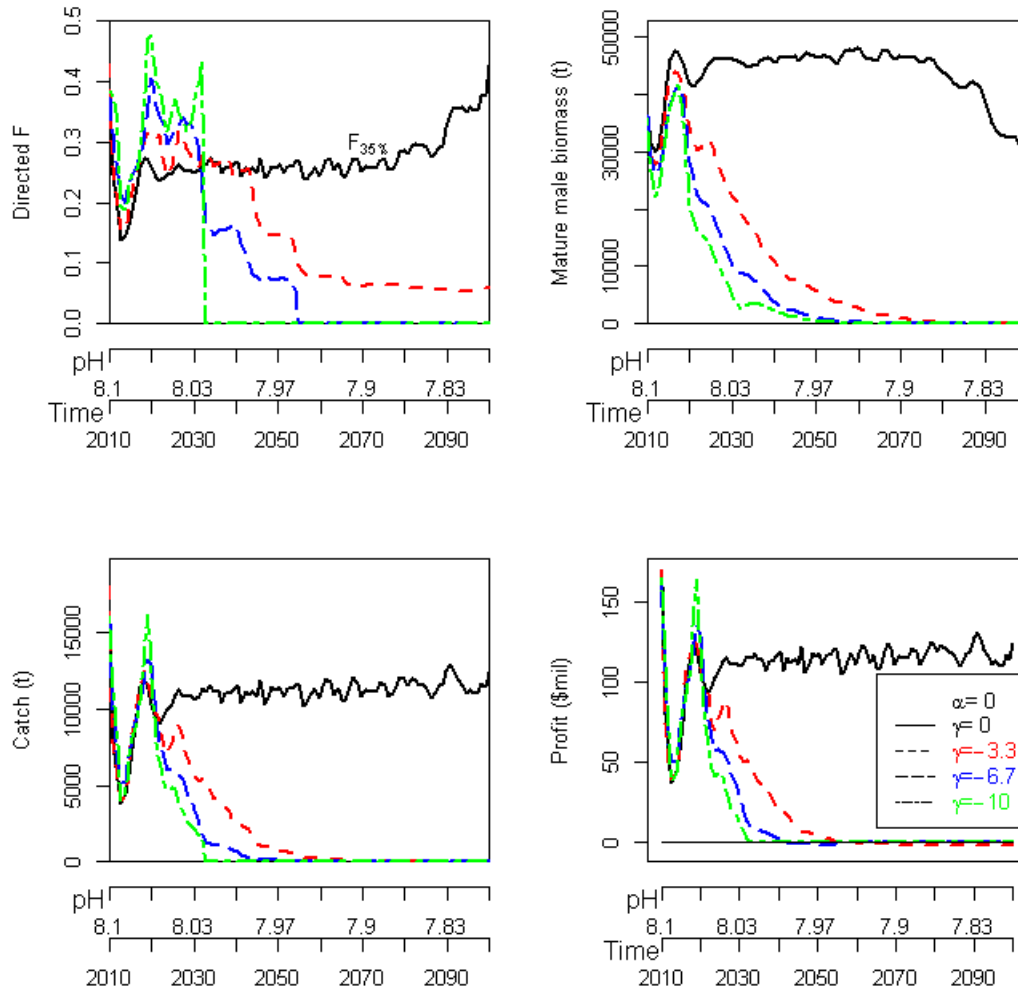 0.0 0.1 0.2 0.3 0.4 0.5
Directed F
F35%
pH
8.1 8.03 7.97 7.9 7.83
Time
2010 2030 2050 2070 2090
0 10000 30000 50000
Mature male biomass (t)
pH
8.1 8.03 7.97 7.9 7.83
Time
2010 2030 2050 2070 2090
0 5000 10000 15000
Catch (t)
pH
8.1 8.03 7.97 7.9 7.83
Time
2010 2030 2050 2070 2090
0 50 100 150
Profit ($mil)
α= 0
γ= 0
γ=−3.3
γ=−6.7
γ=−10
pH
8.1 8.03 7.97 7.9 7.83
Time
2010 2030 2050 2070 2090